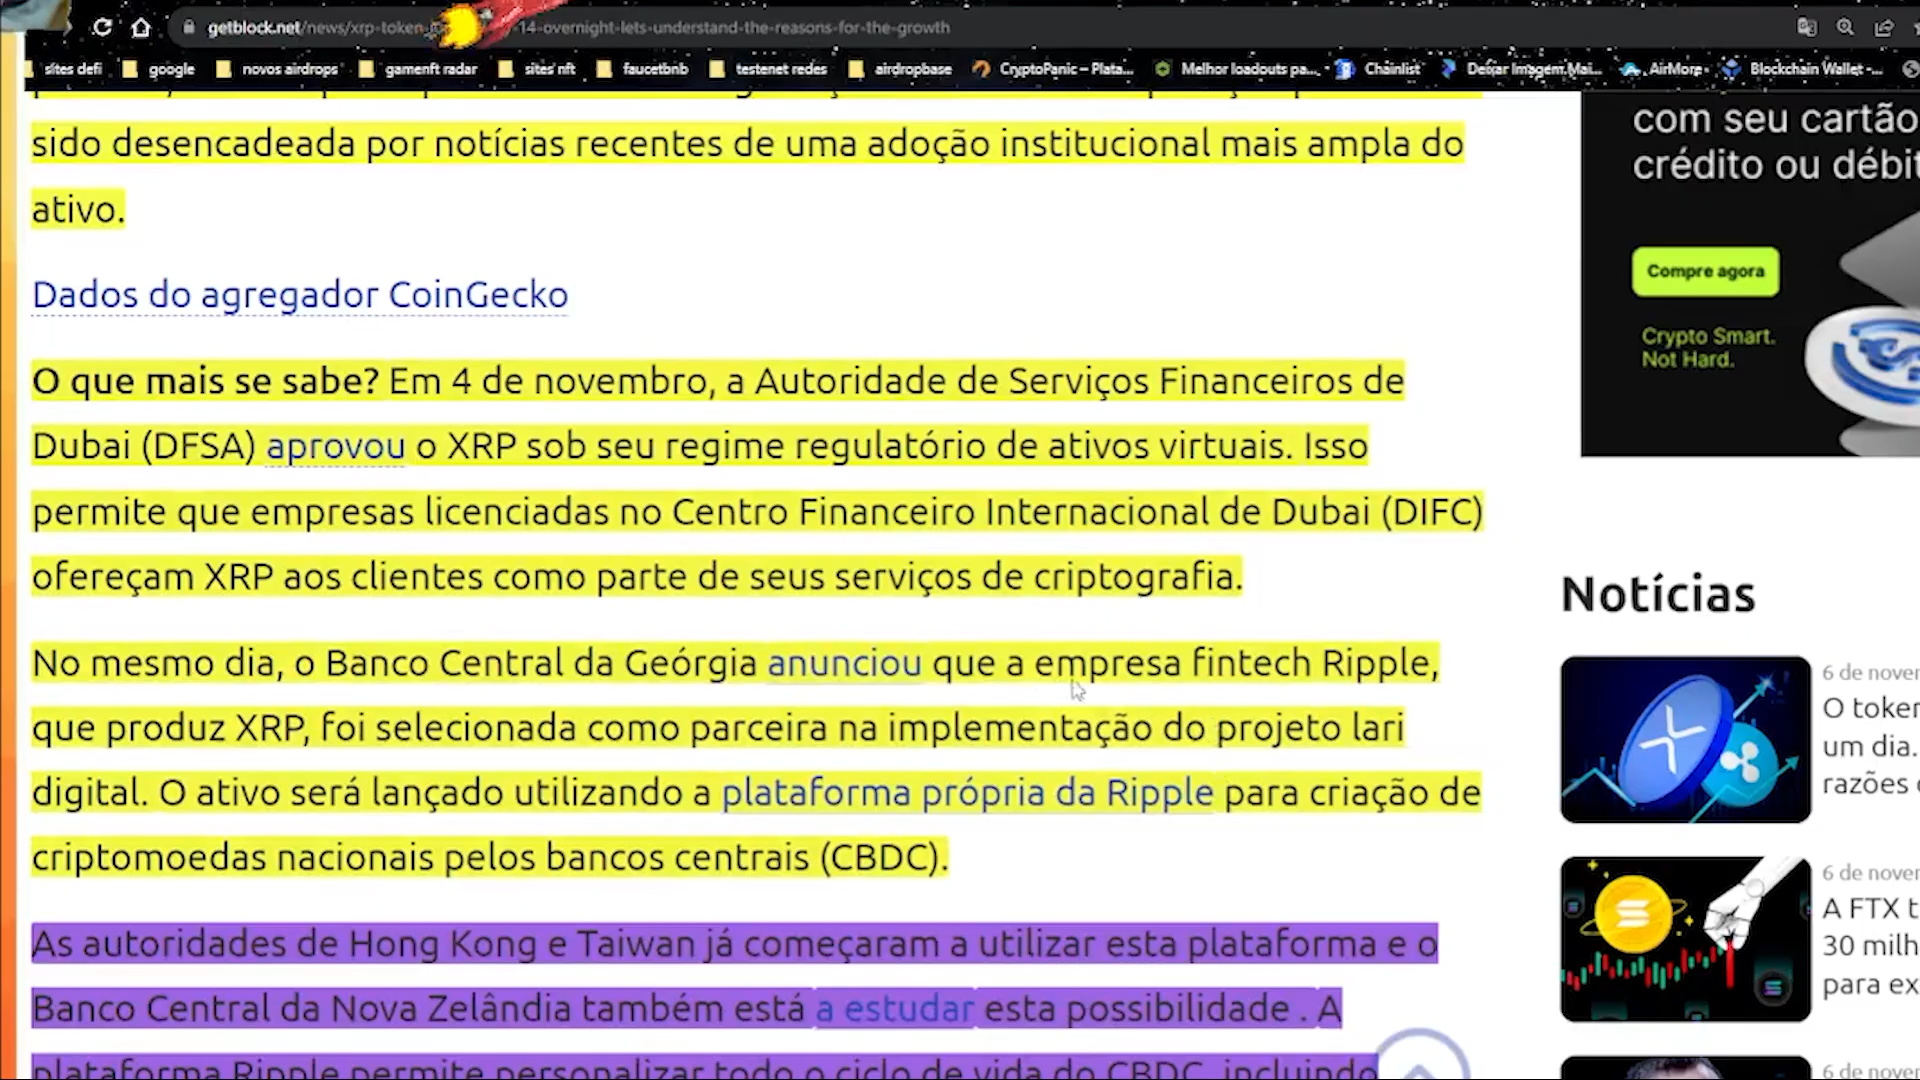 getblock.net/news/xrp-token-
14-overnight-lets-understand-the-reasons-for-the-growth
sites defi
google
novos airdrops
gamenft radar
sites nft
faucetbnb
testenet redes
airdropbase
CryptoPanic – Plata...
Melhor loadouts pa...
Chainlist
Deixar Imagem Mai...
AirMore
Blockchain Wallet -...
sido desencadeada por notícias recentes de uma adoção institucional mais ampla do
ativo.
Dados do agregador CoinGecko
O que mais se sabe? Em 4 de novembro, a Autoridade de Serviços Financeiros de
Dubai (DFSA) aprovou o XRP sob seu regime regulatório de ativos virtuais. Isso
permite que empresas licenciadas no Centro Financeiro Internacional de Dubai (DIFC)
ofereçam XRP aos clientes como parte de seus serviços de criptografia.
No mesmo dia, o Banco Central da Geórgia anunciou que a empresa fintech Ripple,
que produz XRP, foi selecionada como parceira na implementação do projeto lari
digital. O ativo será lançado utilizando a plataforma própria da Ripple para criação de
criptomoedas nacionais pelos bancos centrais (CBDC).
As autoridades de Hong Kong e Taiwan já começaram a utilizar esta plataforma e o
Banco Central da Nova Zelândia também está a estudar esta possibilidade . A
plataforma Ripple permite personalizar todo o ciclo de vida do CBDC, incluindo
com seu cartão
crédito ou débit
Compre agora
Crypto Smart.
Not Hard.
Notícias
6 de nover
O toker
um dia.
razões
6 de nover
A FTX t
30 milh
para ex
6 de nover